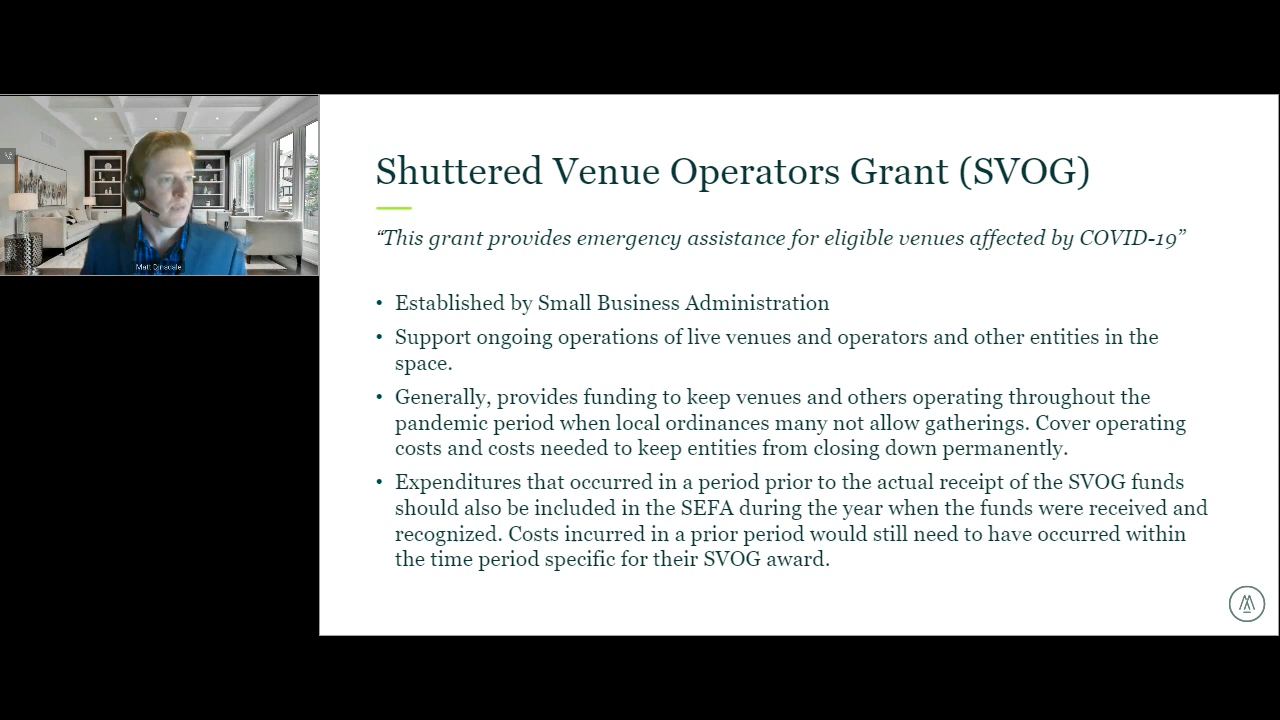 Matt Dinsdale
Shuttered Venue Operators Grant (SVOG)
“This grant provides emergency assistance for eligible venues affected by COVID-19”
• Established by Small Business Administration
• Support ongoing operations of live venues and operators and other entities in the
space.
• Generally, provides funding to keep venues and others operating throughout the
pandemic period when local ordinances many not allow gatherings. Cover operating
costs and costs needed to keep entities from closing down permanently.
• Expenditures that occurred in a period prior to the actual receipt of the SVOG funds
should also be included in the SEFA during the year when the funds were received and
recognized. Costs incurred in a prior period would still need to have occurred within
the time period specific for their SVOG award.